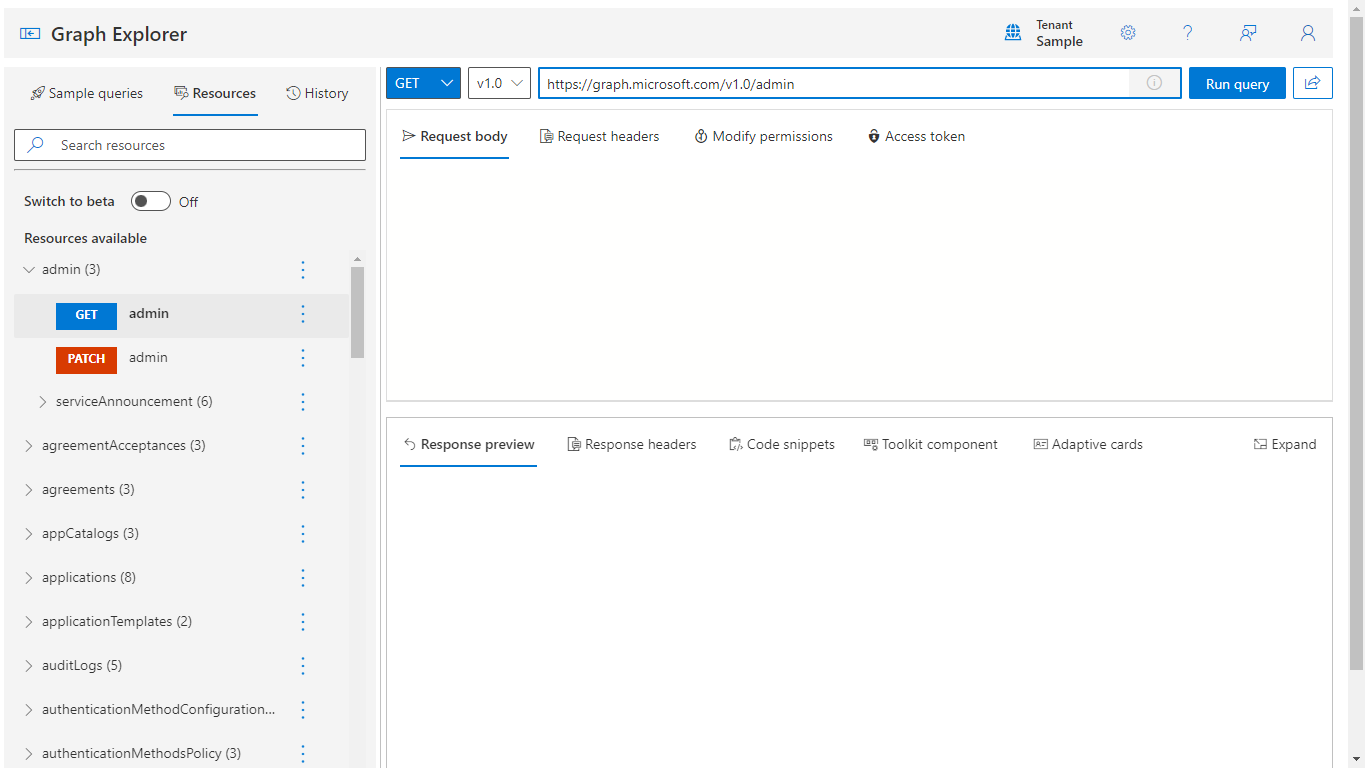 Graph Explorer
Tenant
Sample
?
Sample queries
Resources
History
Search resources
Switch to beta
Off
Resources available
admin (3)
GET
admin
PATCH
admin
serviceAnnouncement (6)
agreementAcceptances (3)
agreements (3)
appCatalogs (3)
applications (8)
applicationTemplates (2)
auditLogs (5)
authenticationMethodConfiguration...
authenticationMethodsPolicy (3)
GET
v1.0
https://graph.microsoft.com/v1.0/admin
Run query
Request body
Request headers
Modify permissions
Access token
Response preview
Response headers
Code snippets
Toolkit component
Adaptive cards
Expand